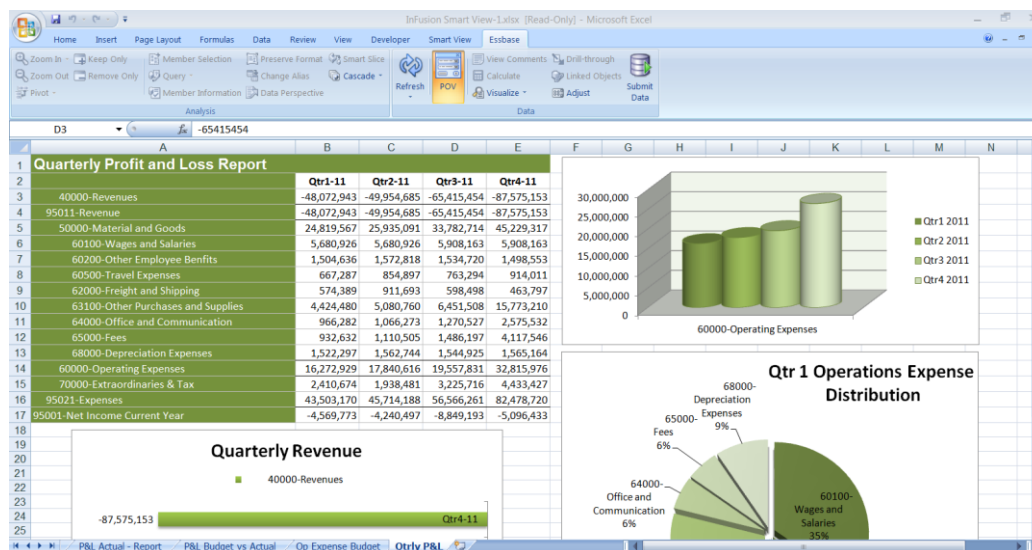 InFusion Smart View-1.xlsx [Read-Only] - Microsoft Excel
Home Insert Page Layout Formulas Data Review View Developer Smart View Essbase
Zoom In Keep Only Member Selection Preserve Format Smart Slice View Comments Drill-through
Zoom Out Remove Only Query Change Alias Cascade Refresh POV Calculate Linked Objects Submit Data
Pivot Member Information Data Perspective Visualize Adjust
Analysis Data
D3 fx -65415454
A B C D E F G H I J K L M N
1 Quarterly Profit and Loss Report
2 Qtr1-11 Qtr2-11 Qtr3-11 Qtr4-11
3 40000-Revenues -48,072,943 -49,954,685 -65,415,454 -87,575,153
4 95011-Revenue -48,072,943 -49,954,685 -65,415,454 -87,575,153
5 50000-Material and Goods 24,819,567 25,935,091 33,782,714 45,229,317
6 60100-Wages and Salaries 5,680,926 5,680,926 5,908,163 5,908,163
7 60200-Other Employee Benfits 1,504,636 1,572,818 1,534,720 1,498,553
8 60500-Travel Expenses 667,287 854,897 763,294 914,011
9 62000-Freight and Shipping 574,389 911,693 598,498 463,797
10 63100-Other Purchases and Supplies 4,424,480 5,080,760 6,451,508 15,773,210
11 64000-Office and Communication 966,282 1,066,273 1,270,527 2,575,532
12 65000-Fees 932,632 1,110,505 1,486,197 4,117,546
13 68000-Depreciation Expenses 1,522,297 1,562,744 1,544,925 1,565,164
14 60000-Operating Expenses 16,272,929 17,840,616 19,557,831 32,815,976
15 70000-Extraordinaries & Tax 2,410,674 1,938,481 3,225,716 4,433,427
16 95021-Expenses 43,503,170 45,714,188 56,566,261 82,478,720
17 95001-Net Income Current Year -4,569,773 -4,240,497 -8,849,193 -5,096,433
18
19
20
21
22
23
24
25
Quarterly Revenue
40000-Revenues
-87,575,153 Qtr4-11
30,000,000
25,000,000
20,000,000
15,000,000
10,000,000
5,000,000
0
60000-Operating Expenses
Qtr1 2011
Qtr2 2011
Qtr3 2011
Qtr4 2011
Qtr 1 Operations Expense
Distribution
68000-
Depreciation
Expenses
9%
65000-
Fees
6%
64000-
Office and
Communication
6%
60100-
Wages and
Salaries
35%
P&L Actual - Report P&L Budget vs Actual Op Expense Budget Qtrly P&L